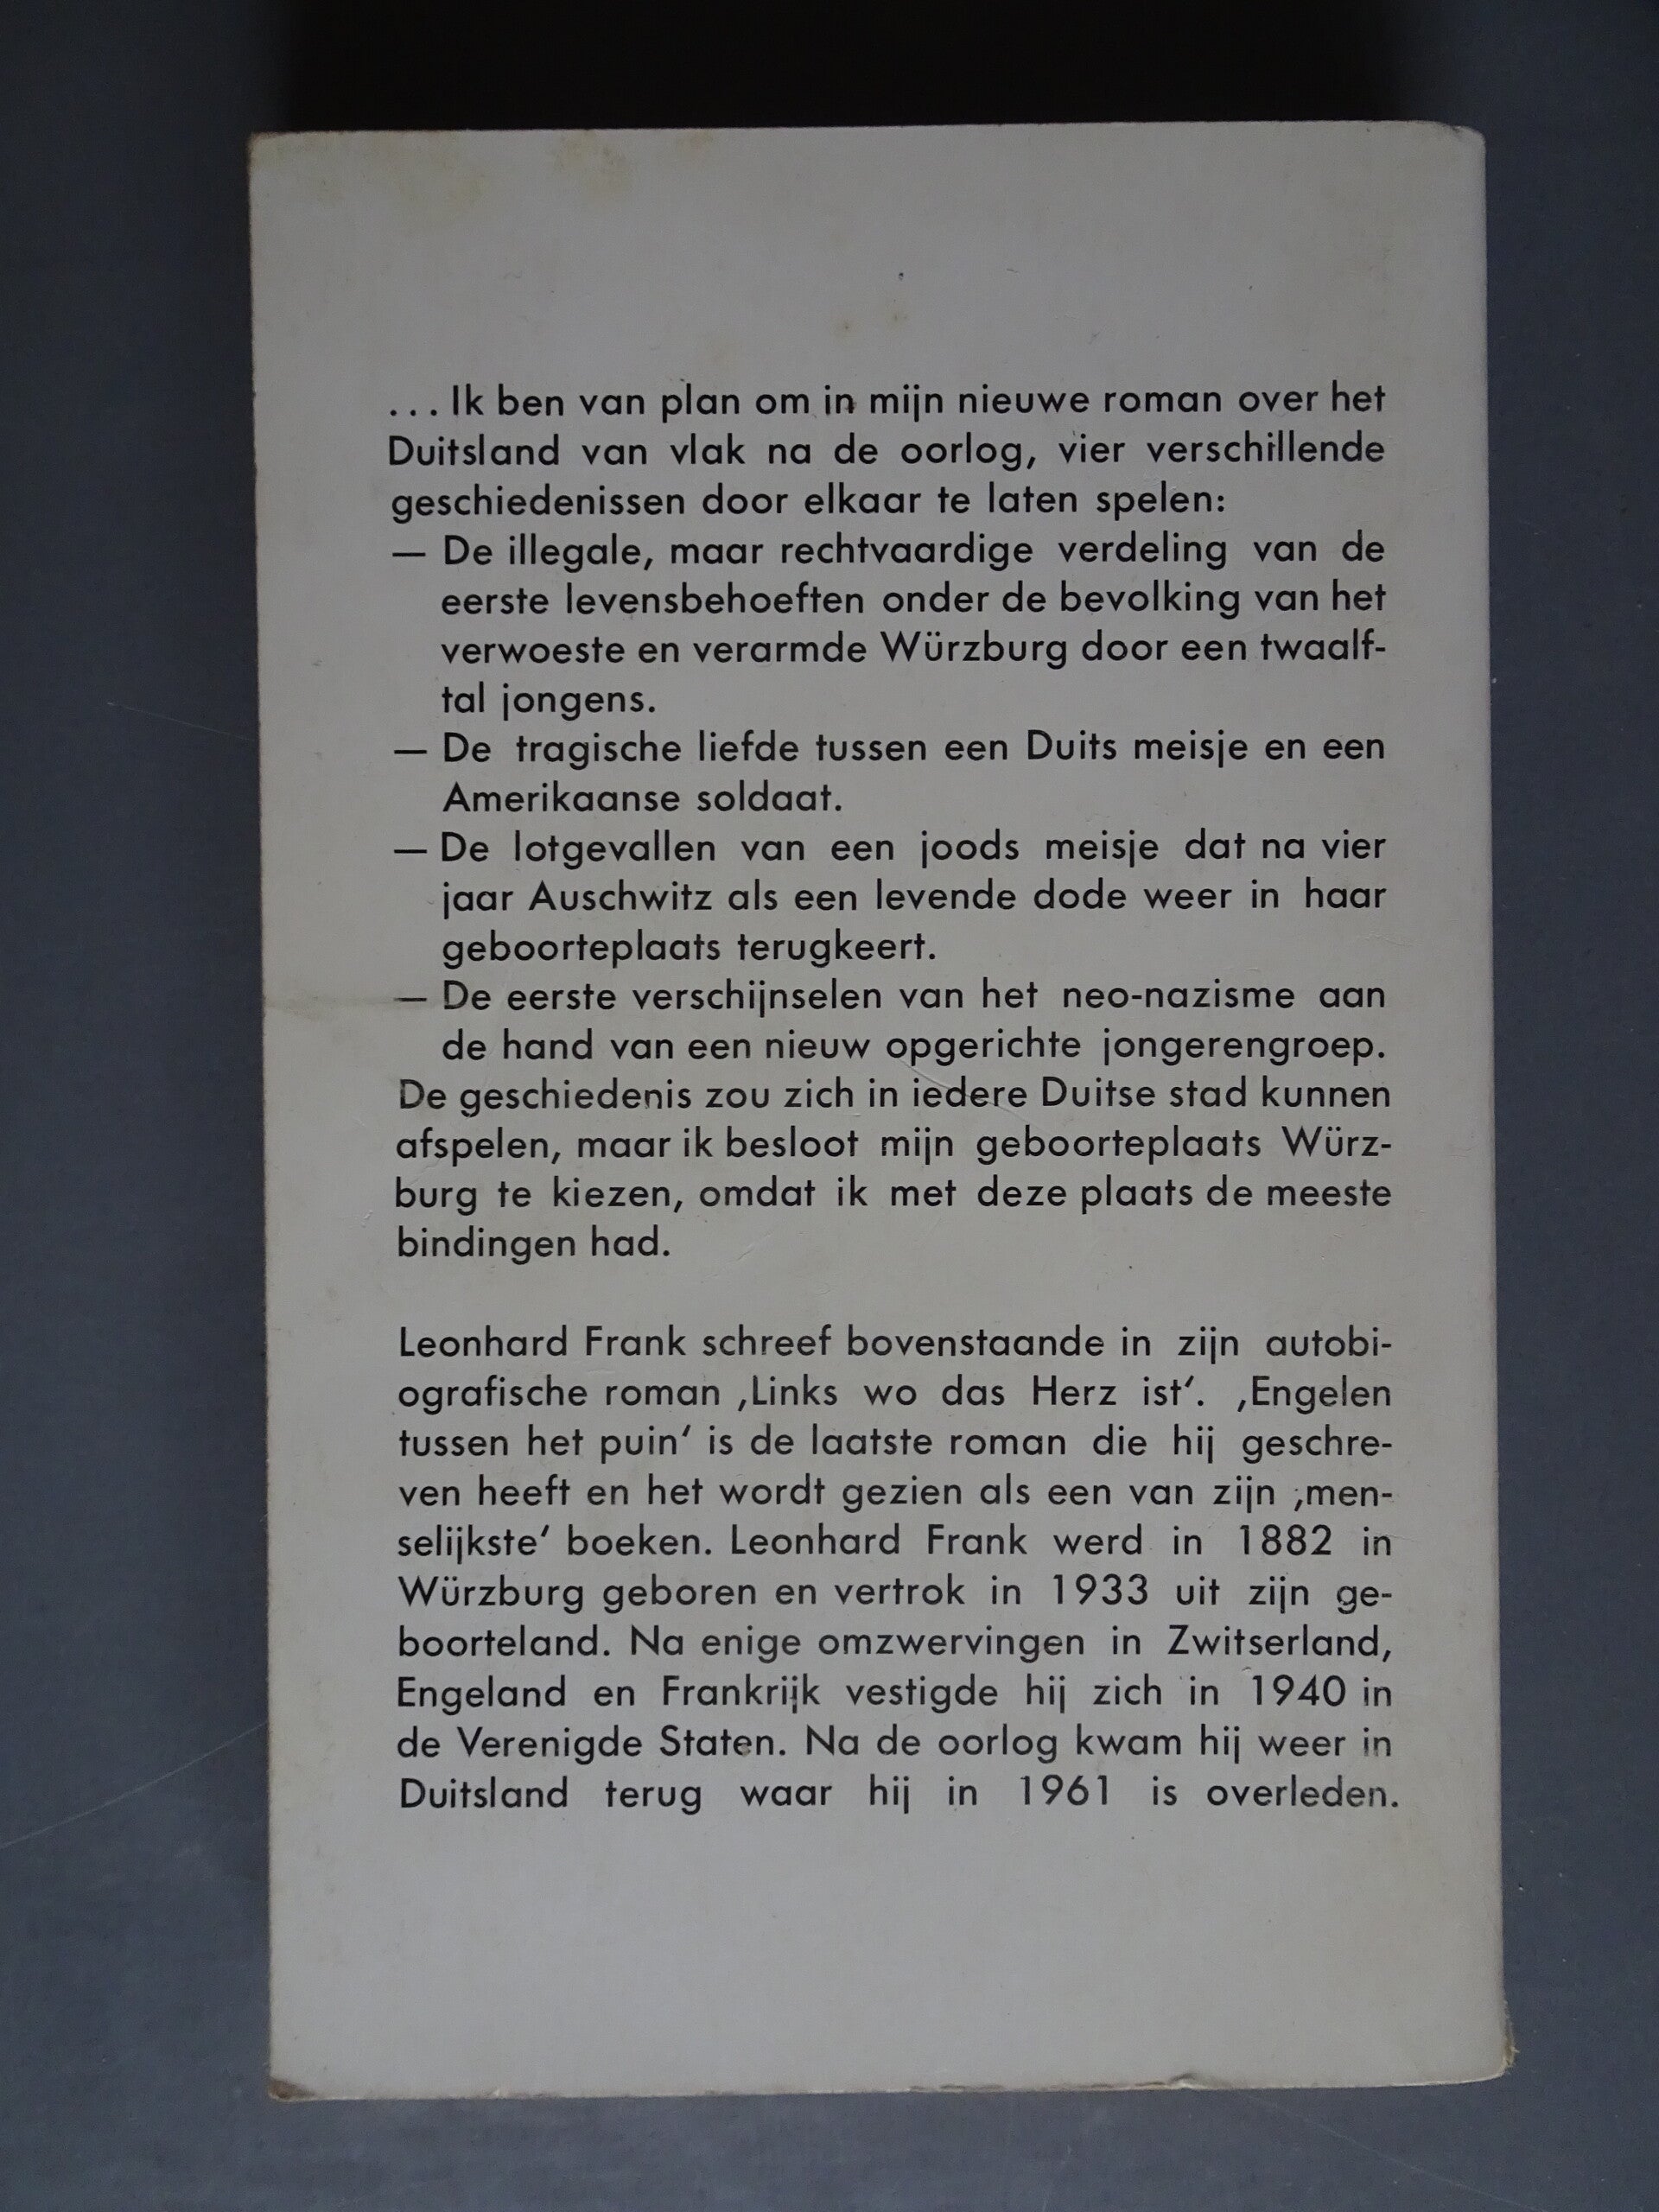 ... Ik ben van plan om in mijn nieuwe roman over het
Duitsland van vlak na de oorlog, vier verschillende
geschiedenissen door elkaar te laten spelen:
— De illegale, maar rechtvaardige verdeling van de
eerste levensbehoeften onder de bevolking van het
verwoeste en verarmde Würzburg door een twaalf-
tal jongens.
— De tragische liefde tussen een Duits meisje en een
Amerikaanse soldaat.
— De lotgevallen van een joods meisje dat na vier
jaar Auschwitz als een levende dode weer in haar
geboorteplaats terugkeert.
— De eerste verschijnselen van het neo-nazisme aan
de hand van een nieuw opgerichte jongerengroep.
De geschiedenis zou zich in iedere Duitse stad kunnen
afspelen, maar ik besloot mijn geboorteplaats Würz-
burg te kiezen, omdat ik met deze plaats de meeste
bindingen had.
Leonhard Frank schreef bovenstaande in zijn autobi-
ografische roman ‚Links wo das Herz ist‘. ‚Engelen
tussen het puin‘ is de laatste roman die hij geschre-
ven heeft en het wordt gezien als een van zijn ‚men-
selijkste‘ boeken. Leonhard Frank werd in 1882 in
Würzburg geboren en vertrok in 1933 uit zijn ge-
boorteland. Na enige omzwervingen in Zwitserland,
Engeland en Frankrijk vestigde hij zich in 1940 in
de Verenigde Staten. Na de oorlog kwam hij weer in
Duitsland terug waar hij in 1961 is overleden.